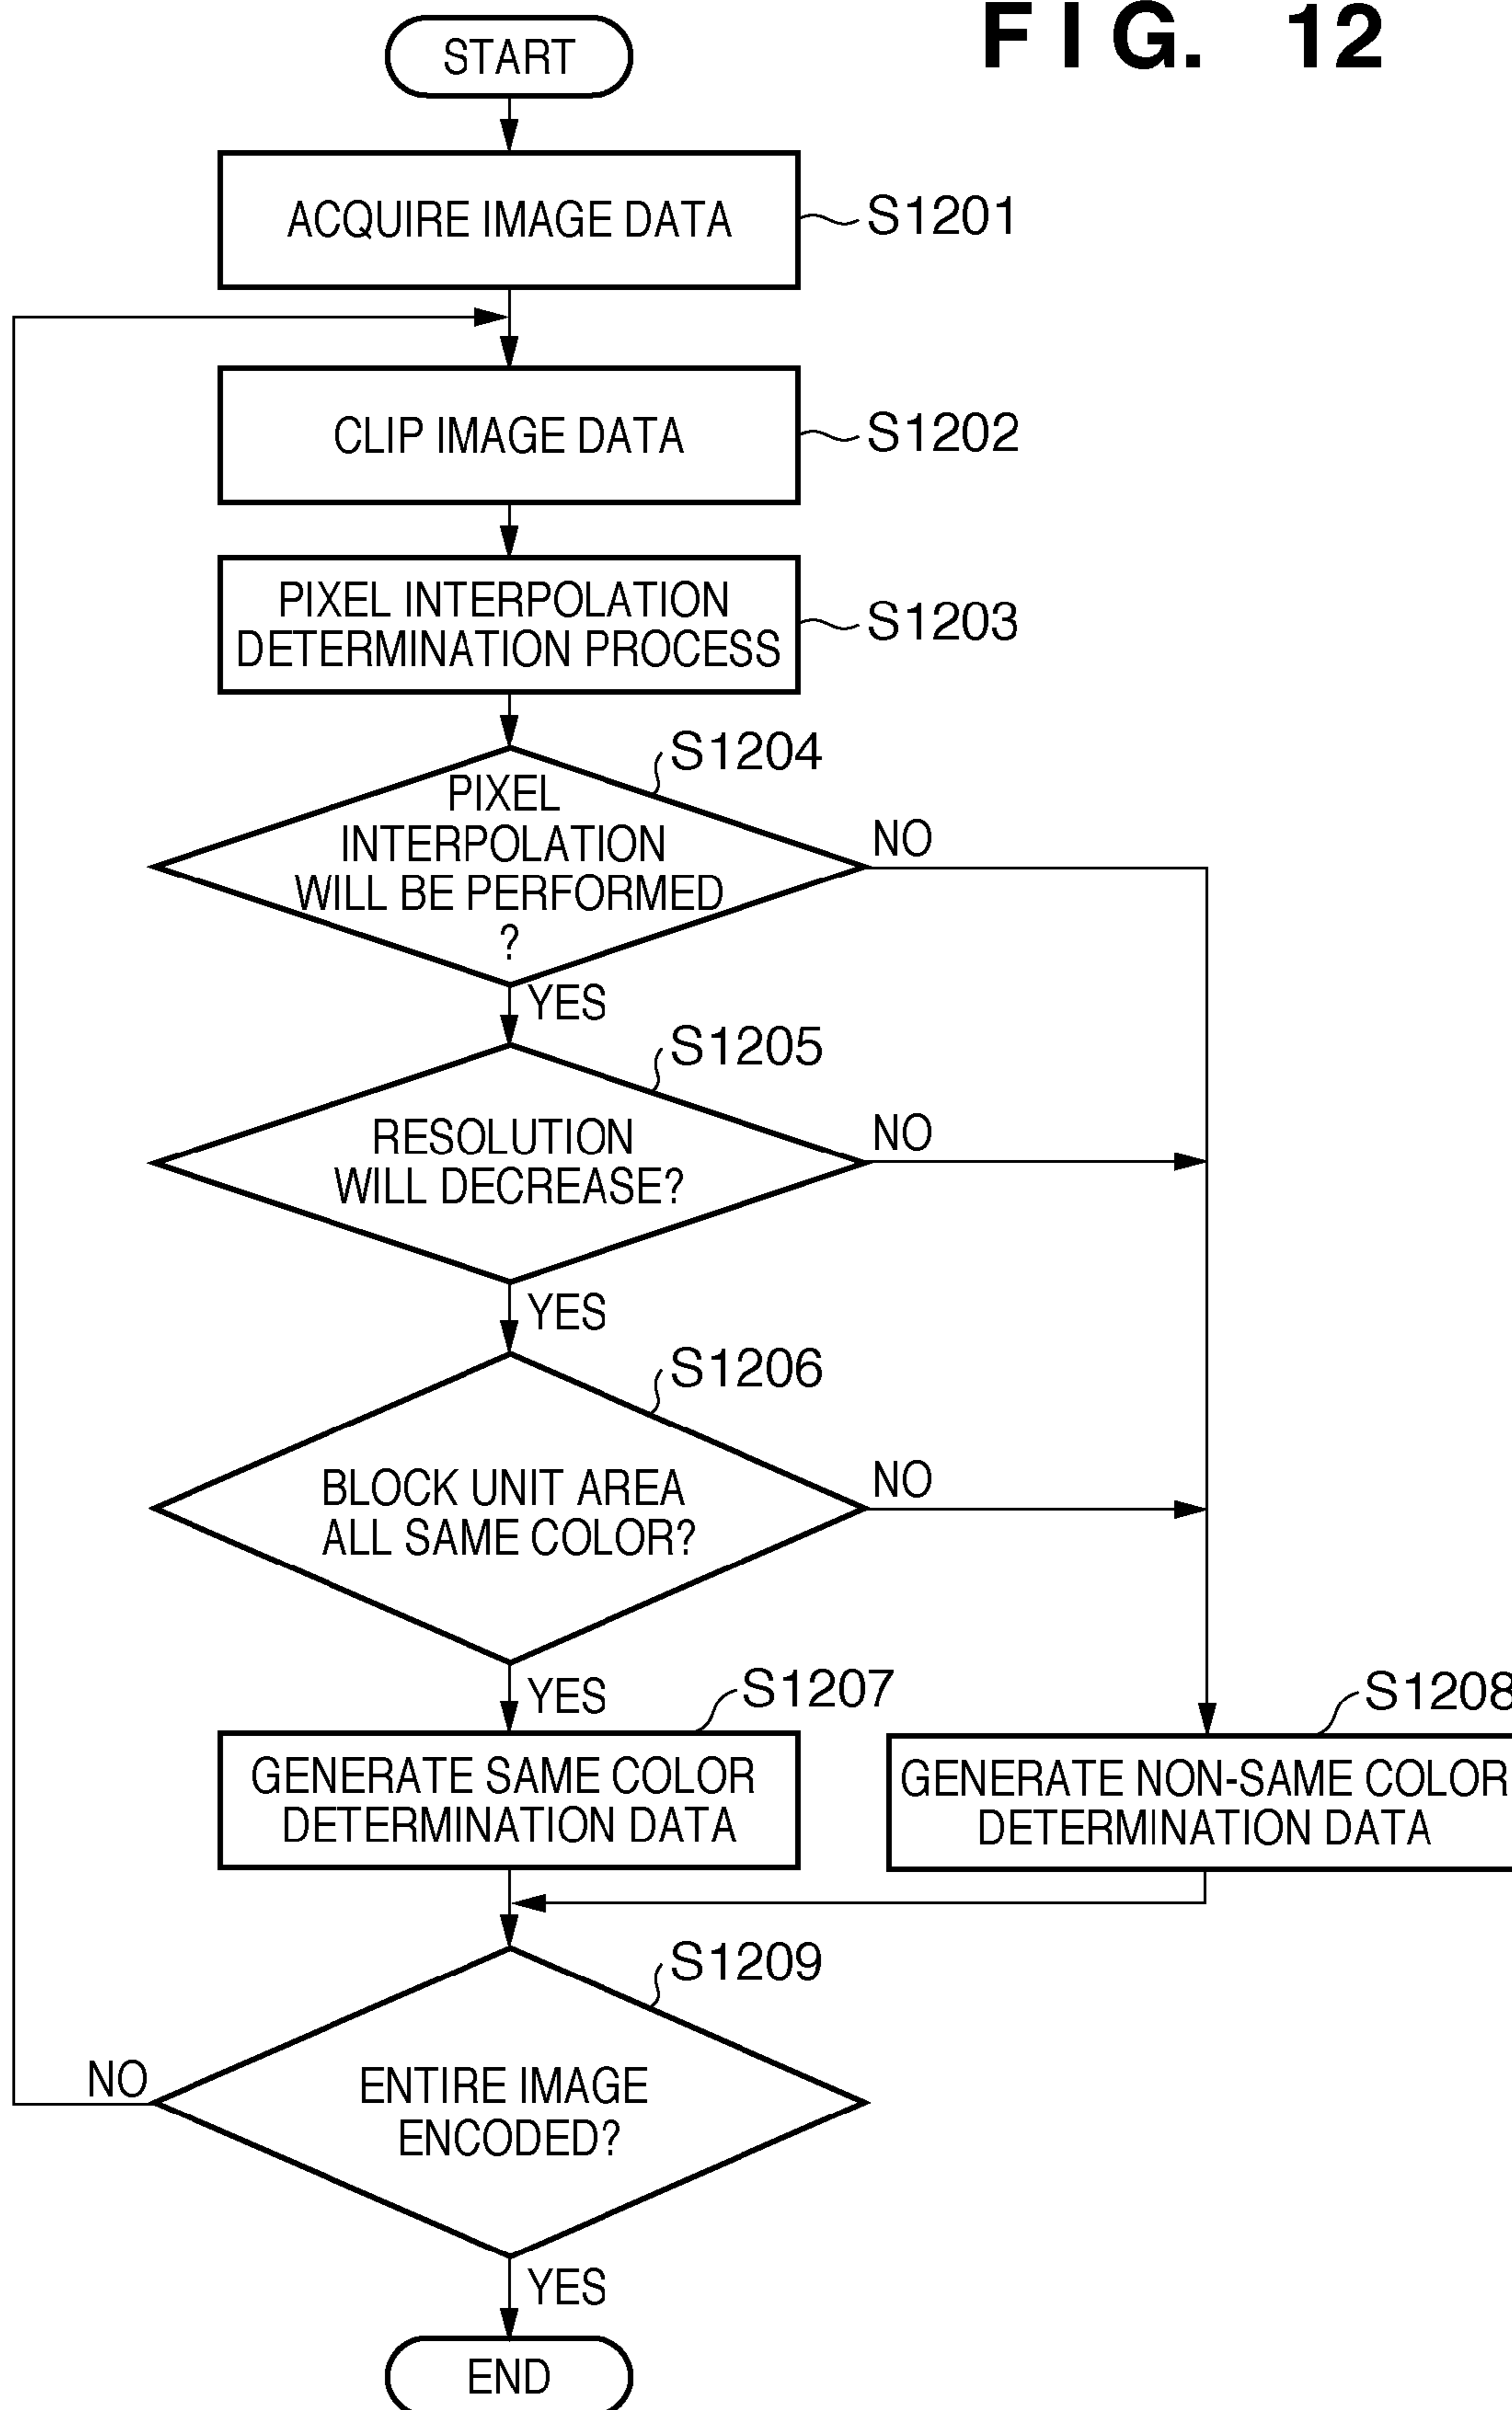 FIG. 12
START
ACQUIRE IMAGE DATA
S1201
CLIP IMAGE DATA
S1202
PIXEL INTERPOLATION
DETERMINATION PROCESS
S1203
S1204
PIXEL
INTERPOLATION
WILL BE PERFORMED
?
NO
YES
S1205
RESOLUTION
WILL DECREASE?
NO
YES
S1206
BLOCK UNIT AREA
ALL SAME COLOR?
NO
YES
S1207
GENERATE SAME COLOR
DETERMINATION DATA
S1208
GENERATE NON-SAME COLOR
DETERMINATION DATA
S1209
ENTIRE IMAGE
ENCODED?
NO
YES
END